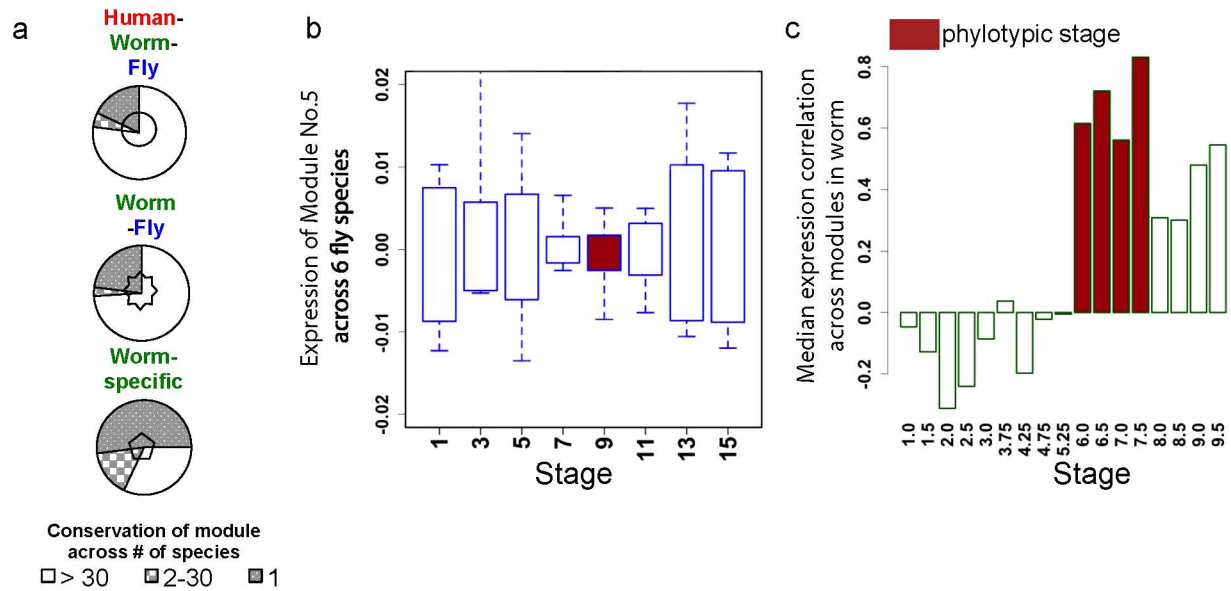 a
Human-
Worm-
Fly
Worm
-Fly
Worm-
specific
Conservation of module
across # of species
> 30 2-30 1
b
Expression of Module No.5
across 6 fly species
0.02
0.01
0.00
-0.01
-0.02
1 3 5 7 9 11 13 15
Stage
c
phylotypic stage
Median expression correlation
across modules in worm
0.8
0.6
0.4
0.2
0.0
-0.2
1.0 1.5 2.0 2.5 3.0 3.75 4.25 4.75 5.25 6.0 6.5 7.0 7.5 8.0 8.5 9.0 9.5
Stage